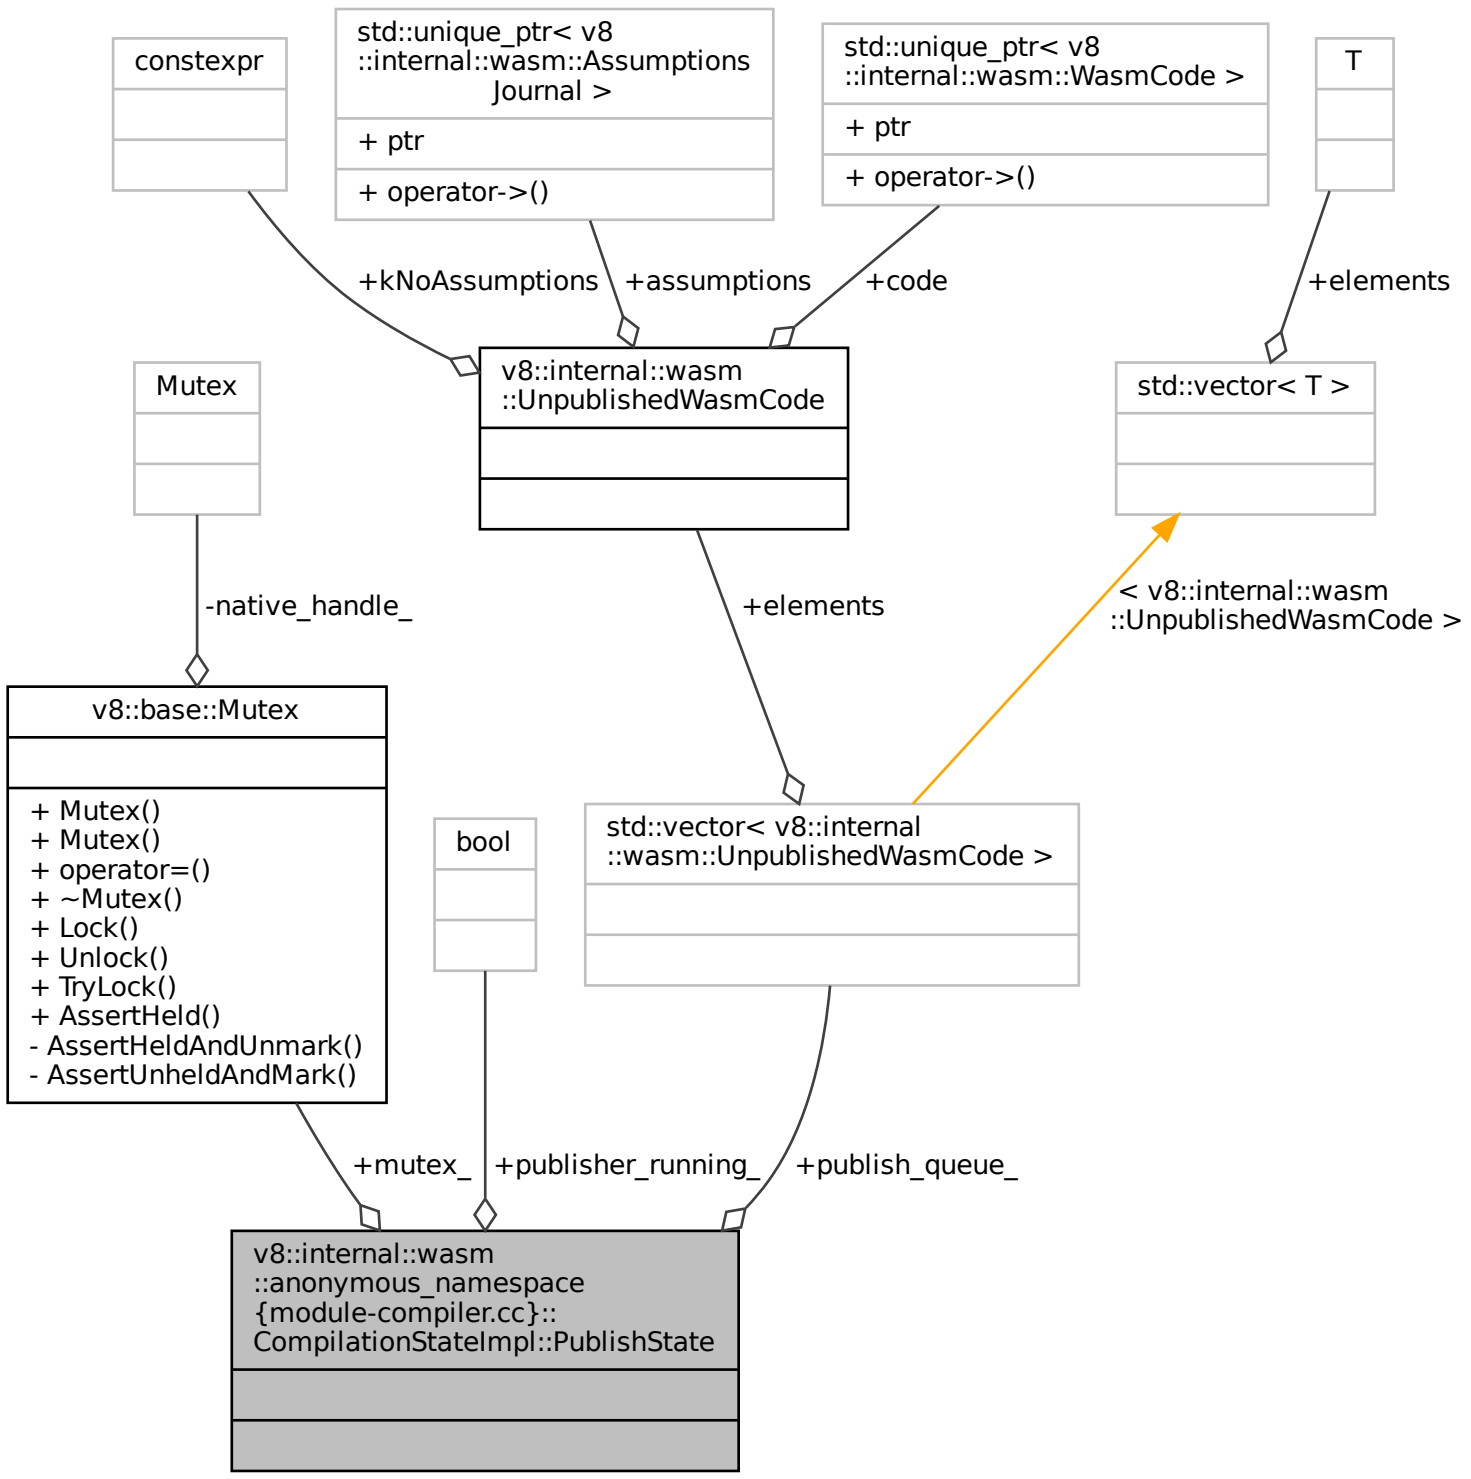 constexpr
std::unique_ptr< v8
::internal::wasm::Assumptions
Journal >
+ ptr
+ operator->()
std::unique_ptr< v8
::internal::wasm::WasmCode >
+ ptr
+ operator->()
T
+kNoAssumptions
+assumptions
+code
+elements
Mutex
v8::internal::wasm
::UnpublishedWasmCode
std::vector< T >
-native_handle_
+elements
< v8::internal::wasm
::UnpublishedWasmCode >
v8::base::Mutex
+ Mutex()
+ Mutex()
+ operator=()
+ ~Mutex()
+ Lock()
+ Unlock()
+ TryLock()
+ AssertHeld()
- AssertHeldAndUnmark()
- AssertUnheldAndMark()
bool
std::vector< v8::internal
::wasm::UnpublishedWasmCode >
+mutex_
+publisher_running_
+publish_queue_
v8::internal::wasm
::anonymous_namespace
{module-compiler.cc}::
CompilationStateImpl::PublishState